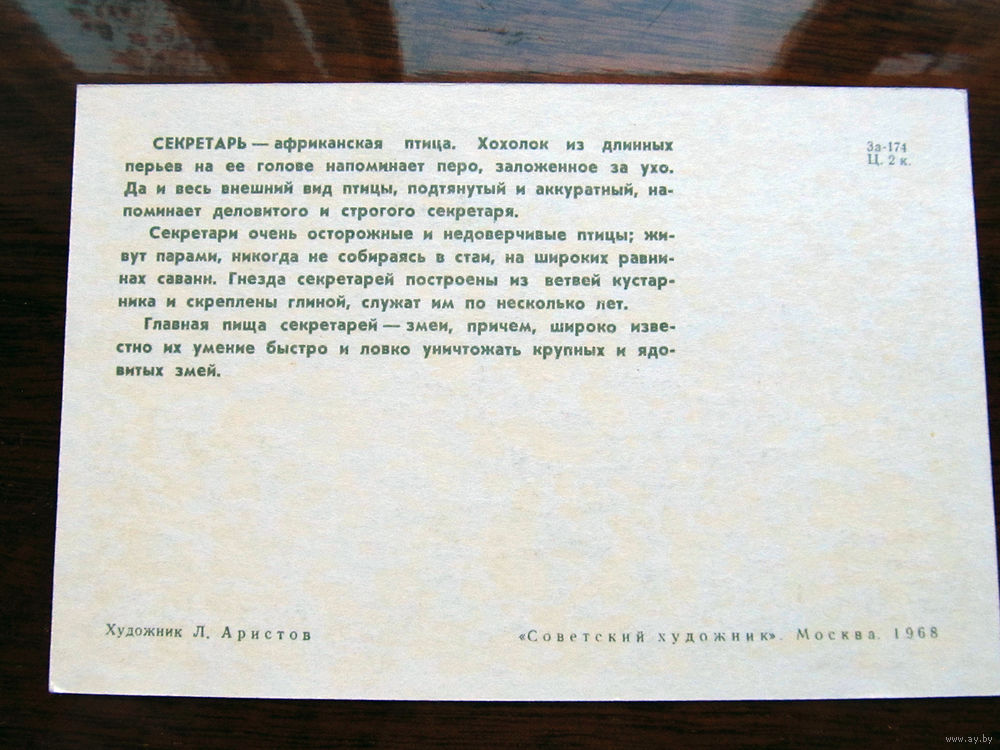 СЕКРЕТАРЬ — африканская птица. Хохолок из длинных
перьев на ее голове напоминает перо, заложенное за ухо.
Да и весь внешний вид птицы, подтянутый и аккуратный, на-
поминает деловитого и строгого секретаря.
Секретари очень осторожные и недоверчивые птицы; жи-
вут парами, никогда не собираясь в стаи, на широких равни-
нах саванн. Гнезда секретарей построены из ветвей кустар-
ника и скреплены глиной, служат им по несколько лет.
Главная пища секретарей — змеи, причем, широко изве-
стно их умение быстро и ловко уничтожать крупных и ядо-
витых змей.
За-174
Ц. 2 к.
Художник Л. Аристов
«Советский художник». Москва. 1968
www.ay.by